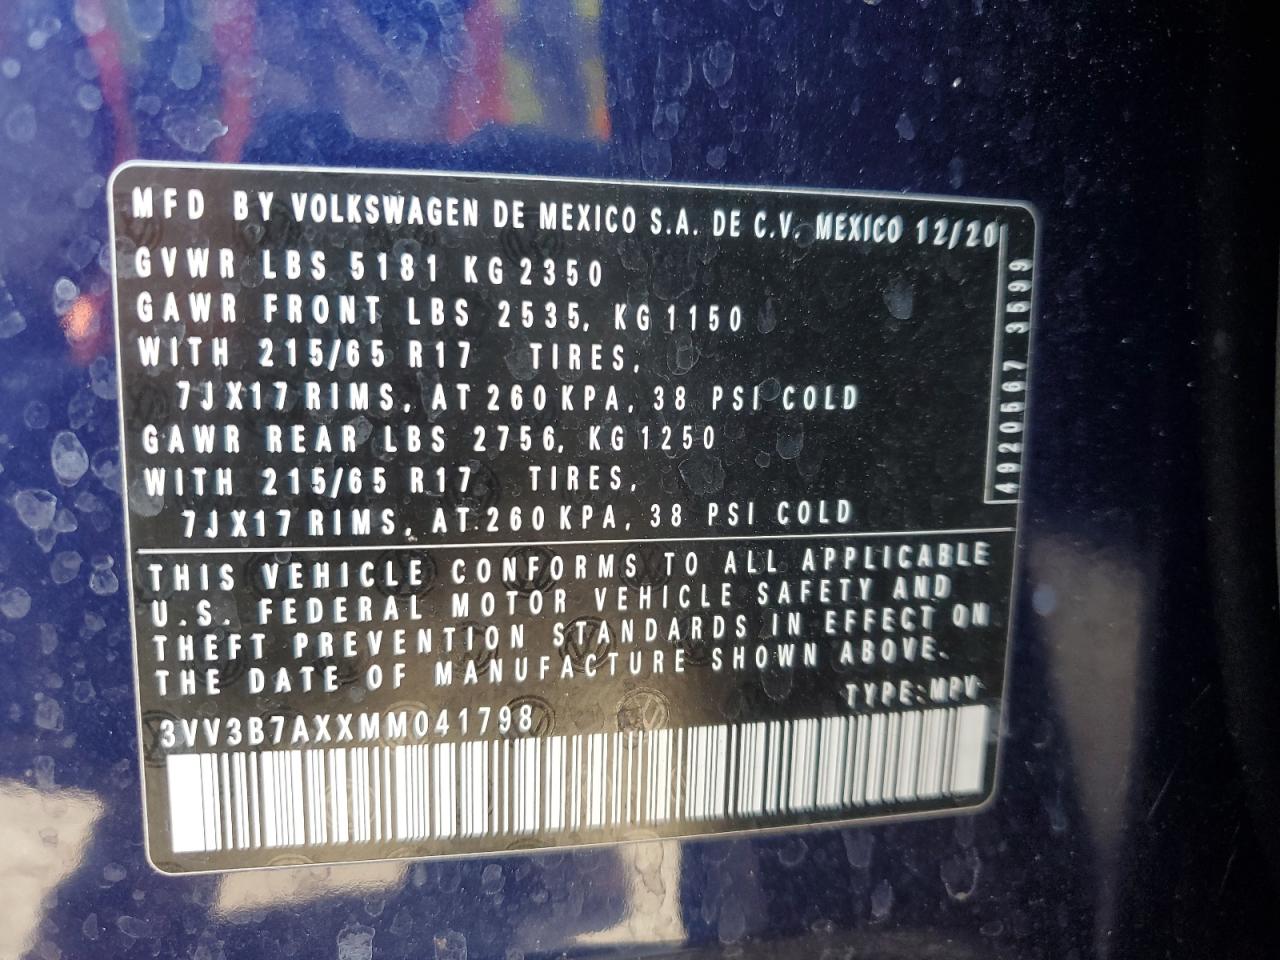 MFD BY VOLKSWAGEN DE MEXICO S.A. DE C.V. MEXICO 12/20
GVWR LBS 5181 KG 2350
GAWR FRONT LBS 2535, KG 1150
WITH 215/65 R17 TIRES,
7JX17 RIMS, AT 260 KPA, 38 PSI COLD
GAWR REAR LBS 2756, KG 1250
WITH 215/65 R17 TIRES,
7JX17 RIMS, AT 260 KPA, 38 PSI COLD
4920667 3599
THIS VEHICLE CONFORMS TO ALL APPLICABLE
U.S. FEDERAL MOTOR VEHICLE SAFETY AND
THEFT PREVENTION STANDARDS IN EFFECT ON
THE DATE OF MANUFACTURE SHOWN ABOVE.
TYPE:MPV
3VV3B7AXXMM041798